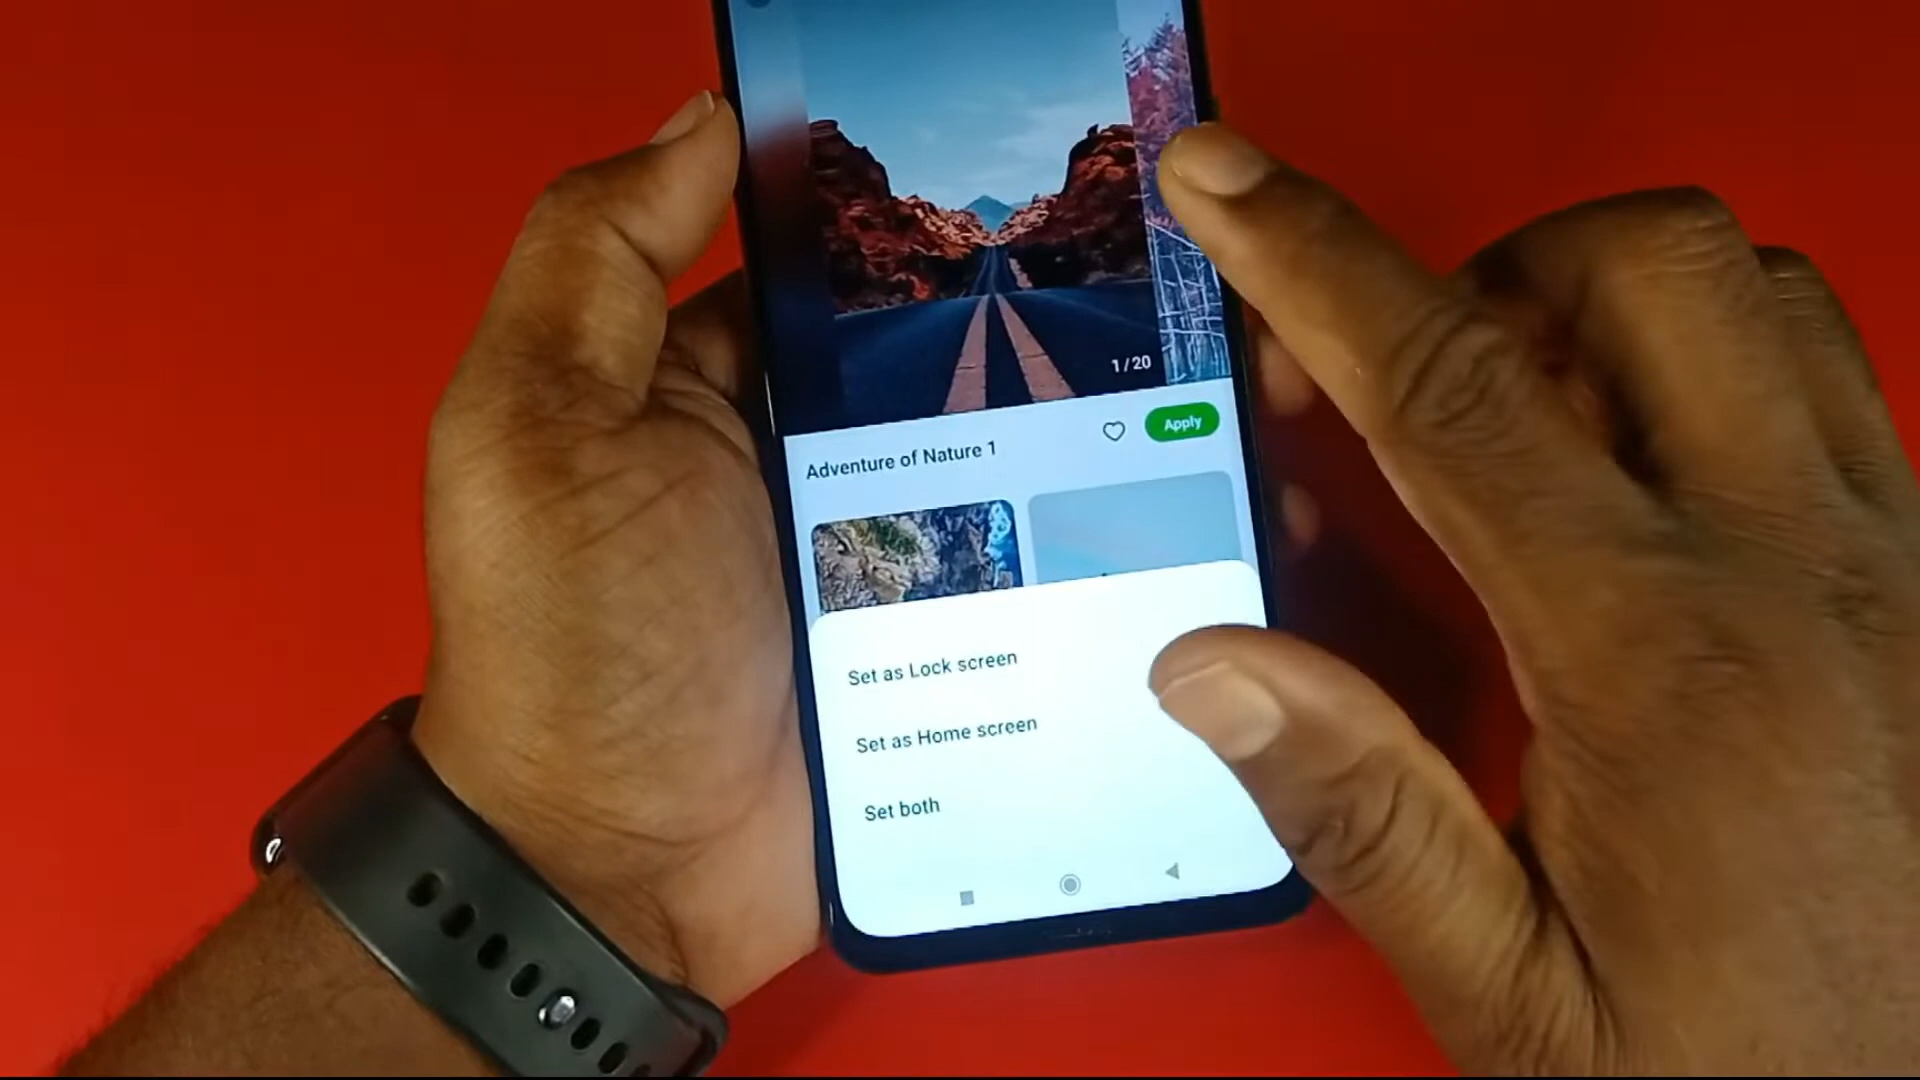 1/20
Adventure of Nature 1
Apply
Set as Lock screen
Set as Home screen
Set both